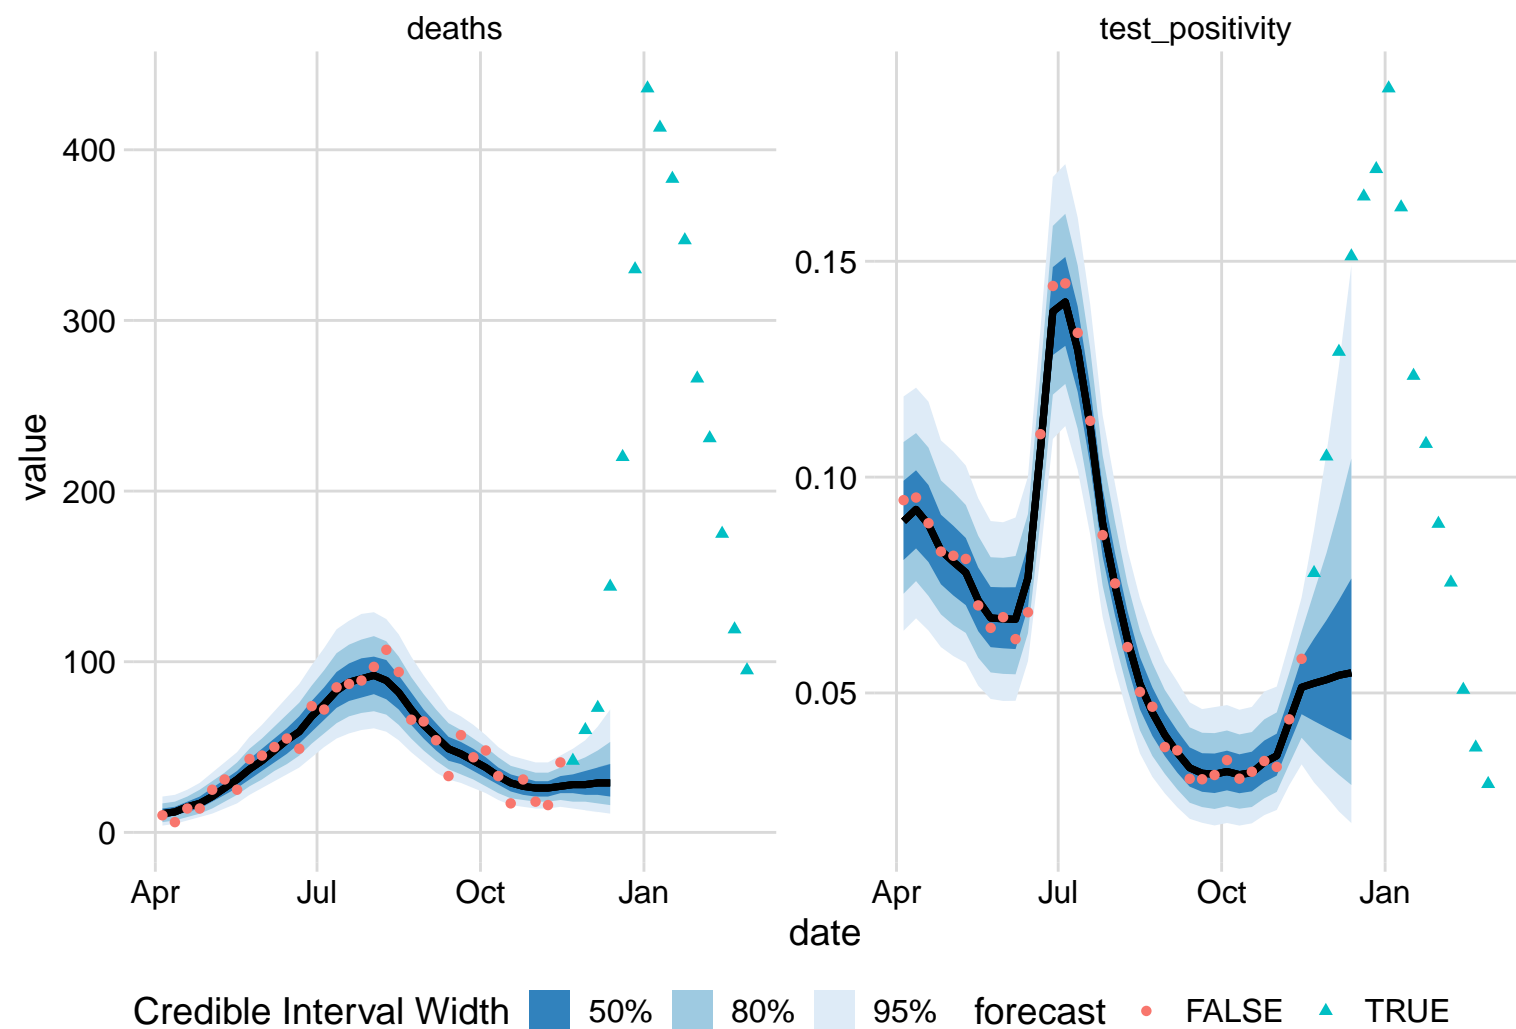 deaths
test_positivity
value
400
300
200
100
0
0.15
0.10
0.05
Apr
Jul
Oct
Jan
Apr
Jul
Oct
Jan
date
Credible Interval Width 50% 80% 95% forecast FALSE TRUE